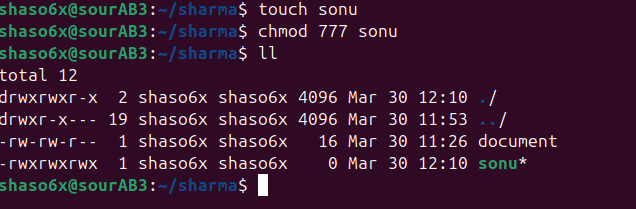 shaso6x@sourAB3:~/sharma$ touch sonu
shaso6x@sourAB3:~/sharma$ chmod 777 sonu
shaso6x@sourAB3:~/sharma$ ll
total 12
drwxrwxr-x  2 shaso6x shaso6x 4096 Mar 30 12:10 ./
drwxr-x--- 19 shaso6x shaso6x 4096 Mar 30 11:53 ../
-rw-rw-r--  1 shaso6x shaso6x   16 Mar 30 11:26 document
-rwxrwxrwx  1 shaso6x shaso6x    0 Mar 30 12:10 sonu*
shaso6x@sourAB3:~/sharma$